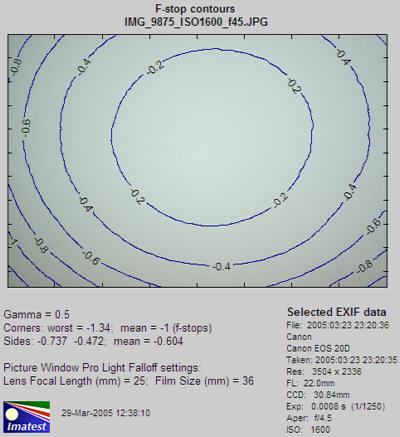 F-stop contours
IMG_9875_ISO1600_f45.JPG
-0.8
-0.4
-0.2
-0.2
-0.4
-0.6
-0.6
-0.4
-0.2
-0.2
-0.4
-0.6
-1
-0.8
-0.6
-0.4
-0.8
Gamma = 0.5
Corners: worst = -1.34; mean = -1 (f-stops)
Sides: -0.737 -0.472; mean = -0.604
Picture Window Pro Light Falloff settings:
Lens Focal Length (mm) = 25; Film Size (mm) = 36
Imatest
29-Mar-2005 12:38:10
Selected EXIF data
File: 2005:03:23 23:20:36
Canon
Canon EOS 20D
Taken: 2005:03:23 23:20:35
Res: 3504 x 2336
FL: 22.0mm
CCD: 30.84mm
Exp: 0.0008 s (1/1250)
Aper: f/4.5
ISO: 1600